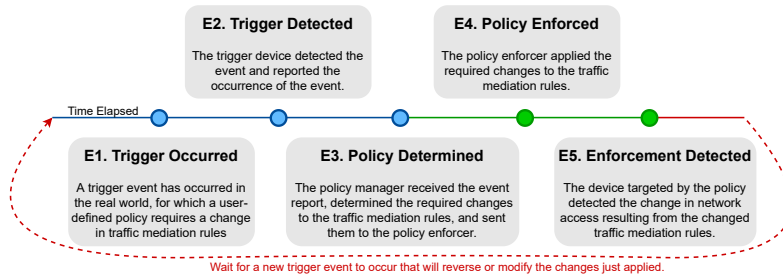 E2. Trigger Detected
The trigger device detected the
event and reported the
occurrence of the event.
E4. Policy Enforced
The policy enforcer applied the
required changes to the traffic
mediation rules.
Time Elapsed
E1. Trigger Occurred
A trigger event has occurred in
the real world, for which a user-
defined policy requires a change
in traffic mediation rules
E3. Policy Determined
The policy manager received the event
report, determined the required changes
to the traffic mediation rules, and sent
them to the policy enforcer.
E5. Enforcement Detected
The device targeted by the policy
detected the change in network
access resulting from the changed
traffic mediation rules.
Wait for a new trigger event to occur that will reverse or modify the changes just applied.